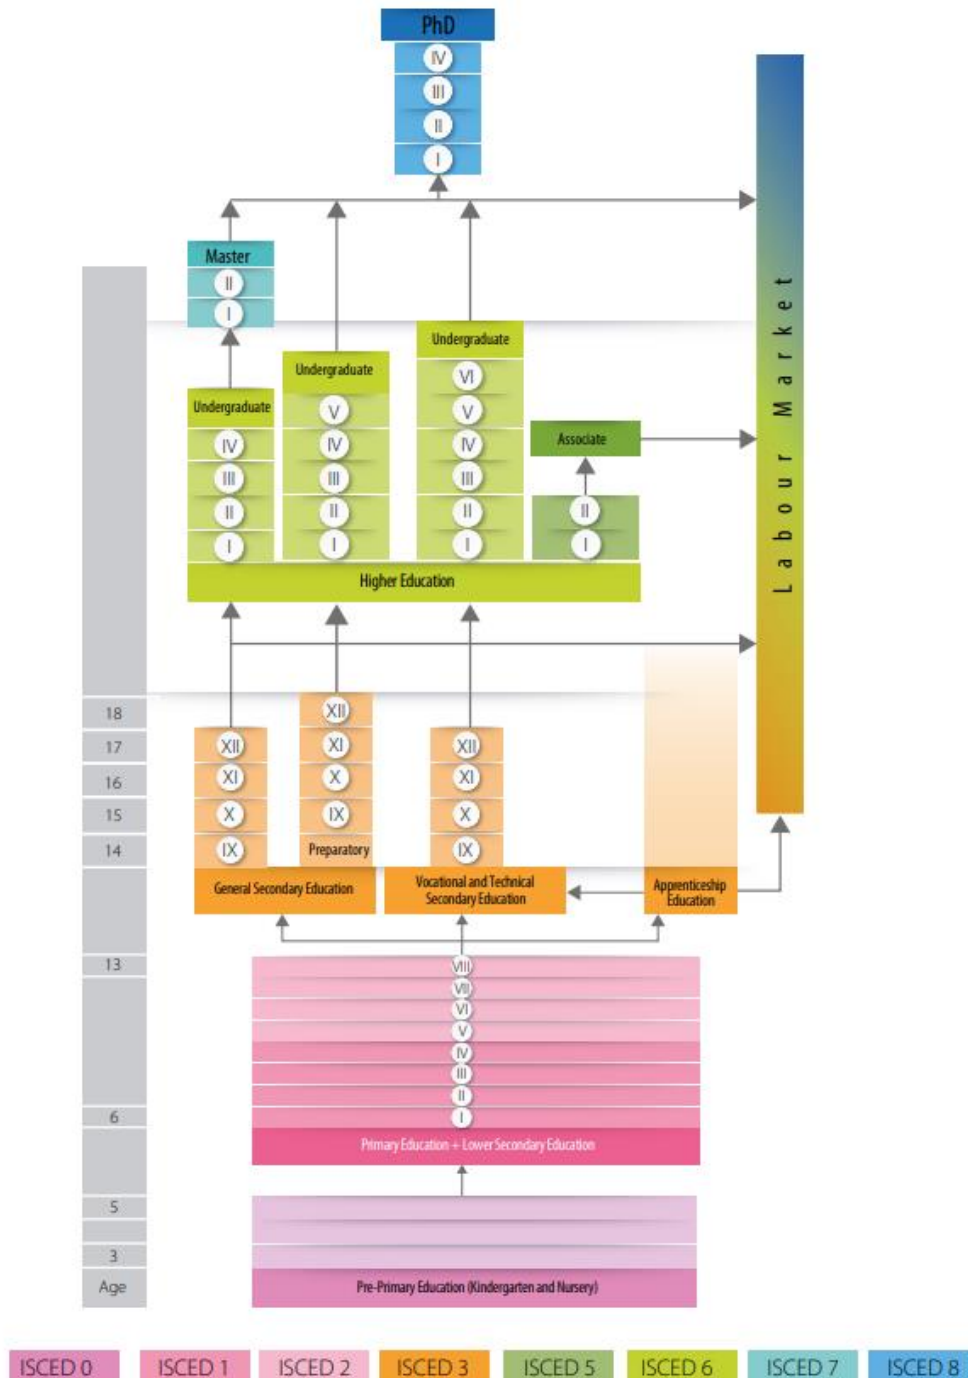 PhD
IV
III
II
I
Master
II
I
Undergraduate
IV
III
II
I
Undergraduate
V
IV
III
II
I
Undergraduate
VI
V
IV
III
II
I
Associate
II
I
Higher Education
Labour Market
18
17
16
15
14
13
6
5
3
Age
XII
XI
X
IX
General Secondary Education
XII
XI
X
IX
Preparatory
XII
XI
X
IX
Vocational and Technical
Secondary Education
Apprenticeship
Education
VIII
VII
VI
V
IV
III
II
I
Primary Education + Lower Secondary Education
Pre-Primary Education (Kindergarten and Nursery)
ISCED 0
ISCED 1
ISCED 2
ISCED 3
ISCED 5
ISCED 6
ISCED 7
ISCED 8